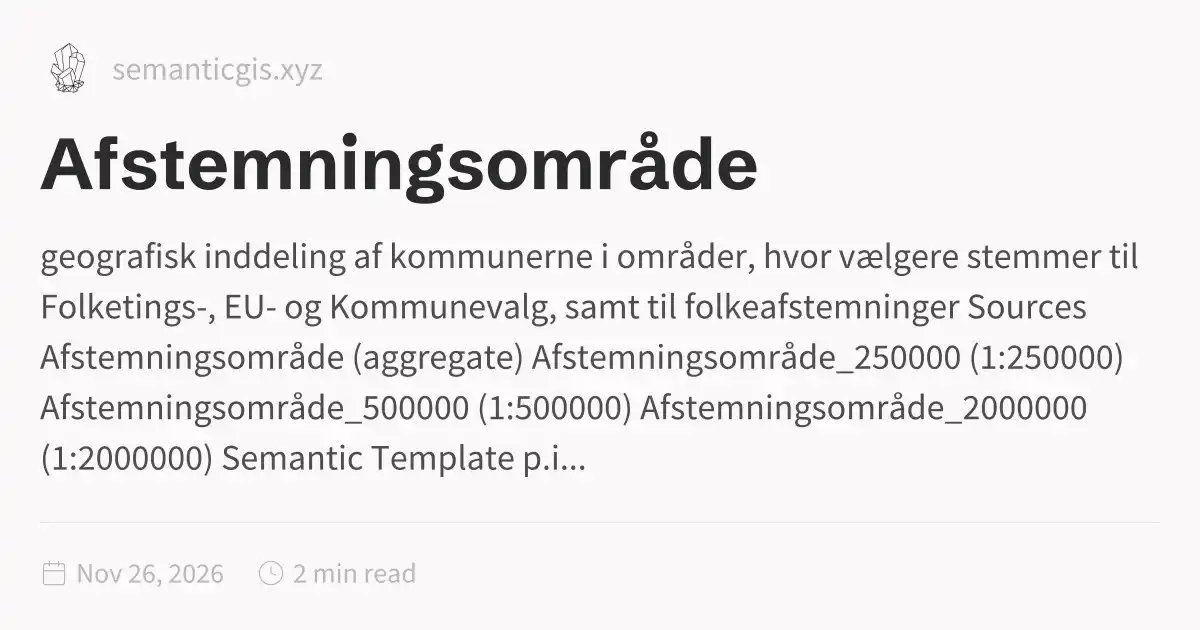 semanticgis.xyz
Afstemningsområde
geografisk inddeling af kommunerne i områder, hvor vælgere stemmer til
Folketings-, EU- og Kommunevalg, samt til folkeafstemninger Sources
Afstemningsområde (aggregate) Afstemningsområde_250000 (1:250000)
Afstemningsområde_500000 (1:500000) Afstemningsområde_2000000
(1:2000000) Semantic Template p.i...
Nov 26, 2026 2 min read